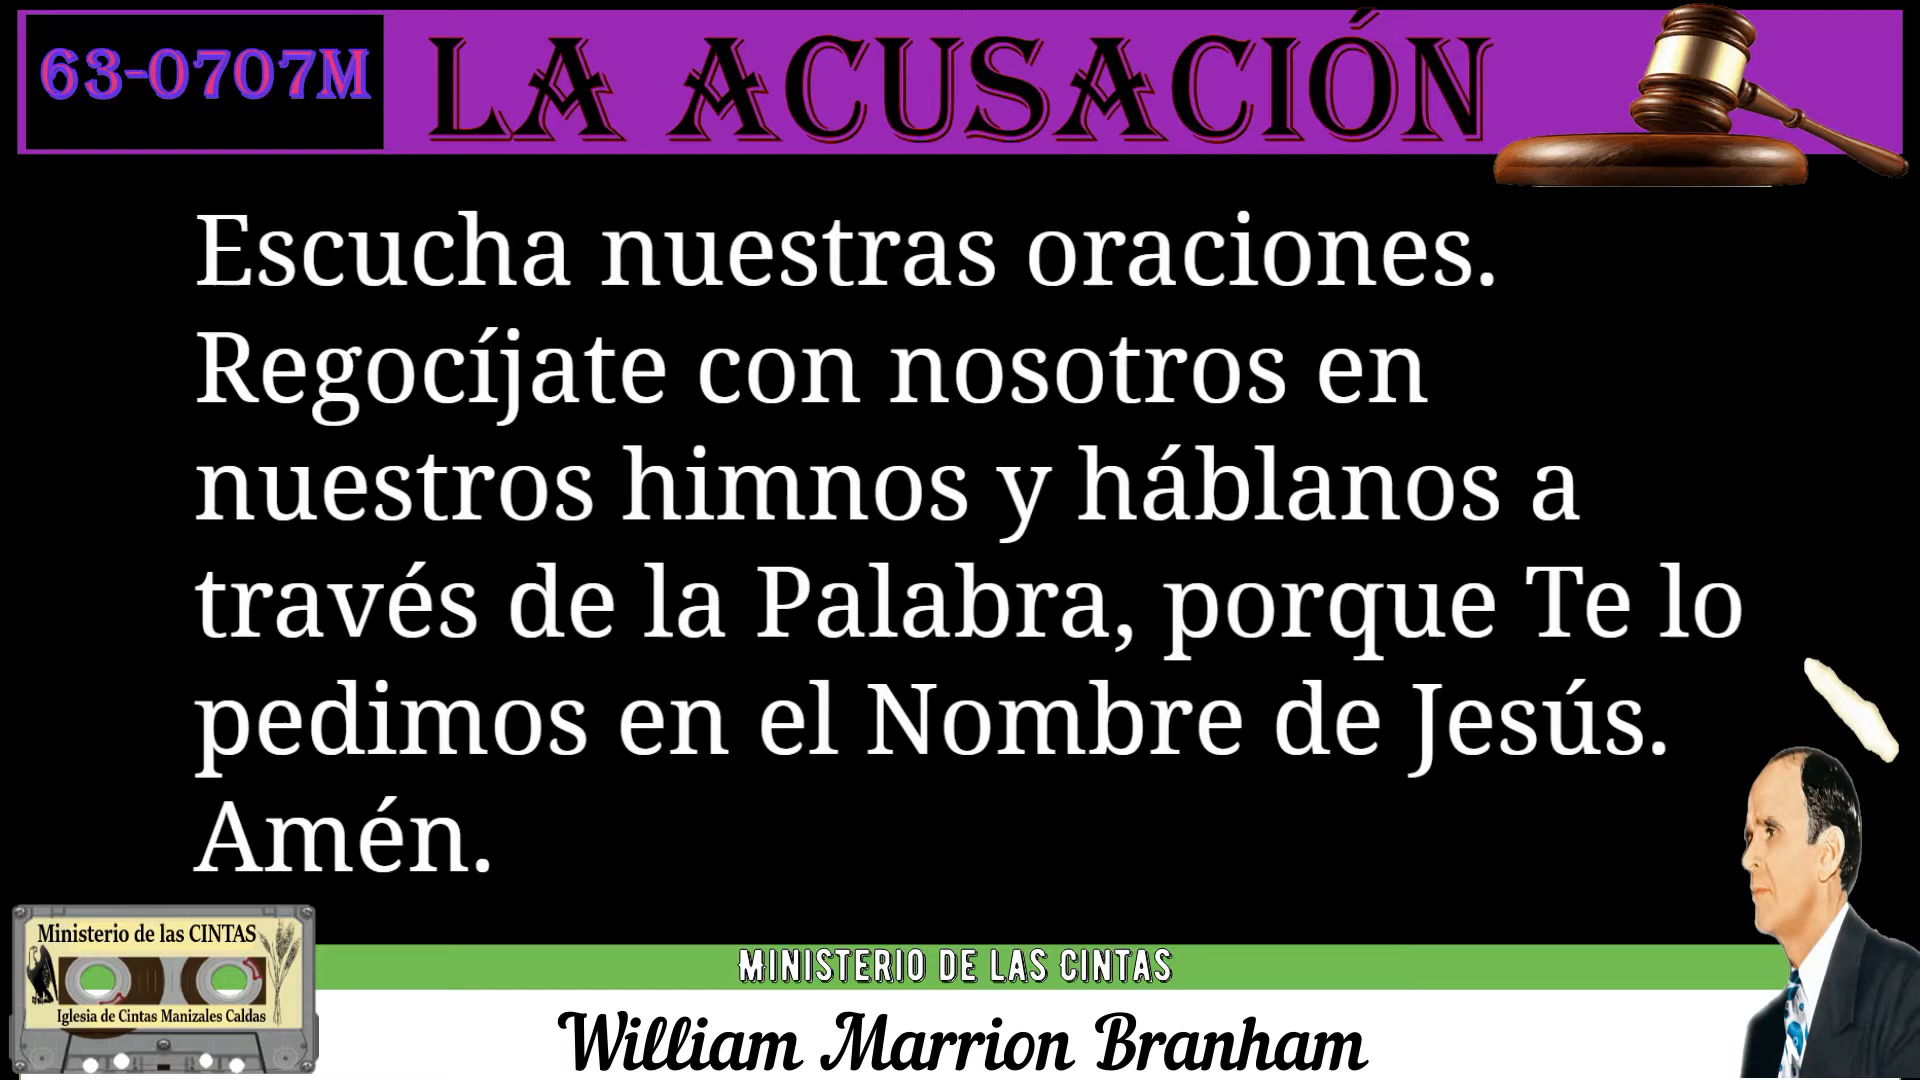 63-0707M
LA ACUSACIÓN
Escucha nuestras oraciones.
Regocíjate con nosotros en
nuestros himnos y háblanos a
través de la Palabra, porque Te lo
pedimos en el Nombre de Jesús.
Amén.
Ministerio de las CINTAS
Iglesia de Cintas Manizales Caldas
MINISTERIO DE LAS CINTAS
William Marrion Branham